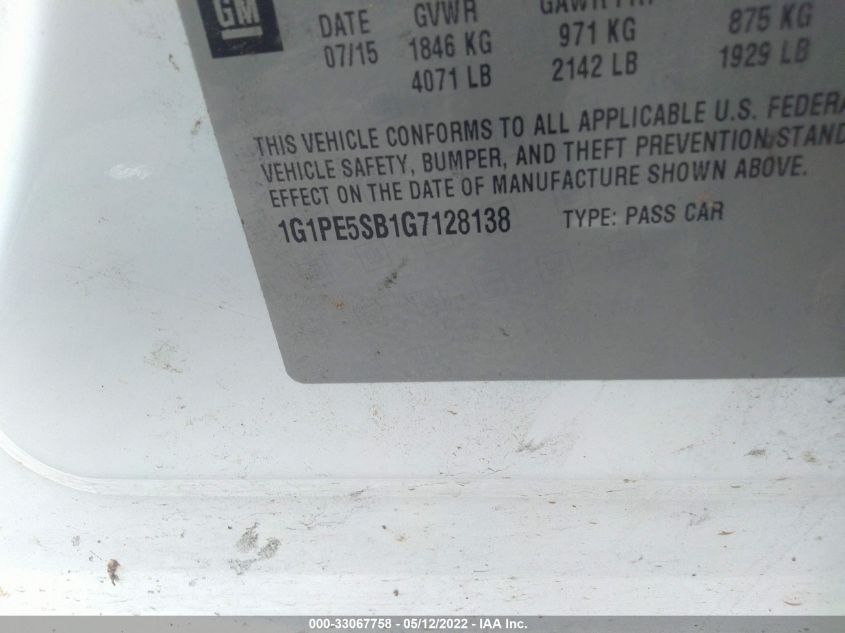 GM
DATE GVWR GAWR
07/15 1846 KG 971 KG 875 KG
4071 LB 2142 LB 1929 LB
THIS VEHICLE CONFORMS TO ALL APPLICABLE U.S. FEDERA
VEHICLE SAFETY, BUMPER, AND THEFT PREVENTION STAND
EFFECT ON THE DATE OF MANUFACTURE SHOWN ABOVE.
1G1PE5SB1G7128138 TYPE: PASS CAR
000-33067758 - 05/12/2022 - IAA Inc.